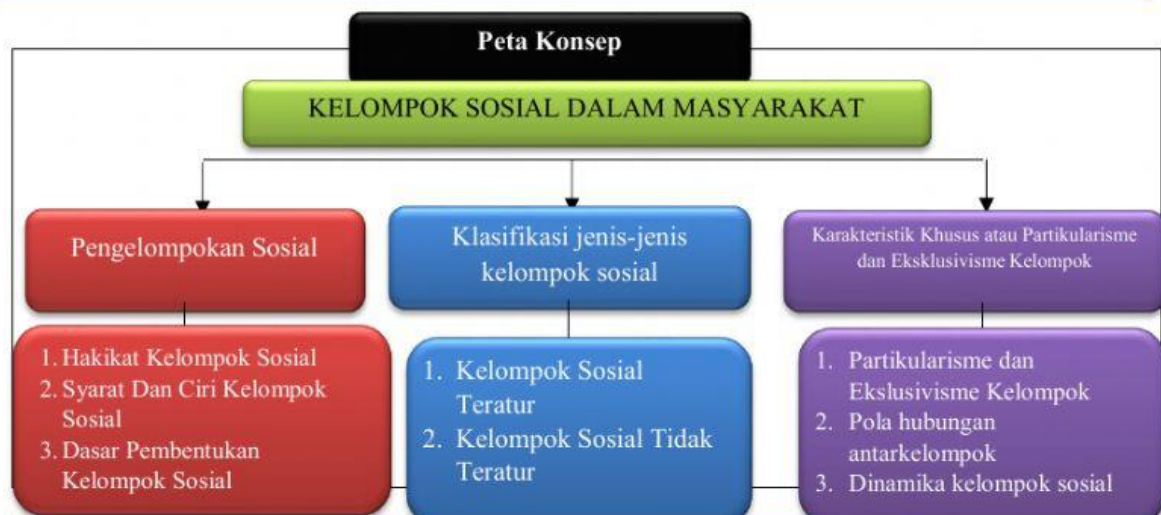 Peta Konsep
KELOMPOK SOSIAL DALAM MASYARAKAT
Pengelompokan Sosial
Klasifikasi jenis-jenis
kelompok sosial
Karakteristik Khusus atau Partikularisme
dan Eksklusivisme Kelompok
1. Hakikat Kelompok Sosial
2. Syarat Dan Ciri Kelompok
Sosial
3. Dasar Pembentukan
Kelompok Sosial
1. Kelompok Sosial
Teratur
2. Kelompok Sosial Tidak
Teratur
1. Partikularisme dan
Ekslusivisme Kelompok
2. Pola hubungan
antarkelompok
3. Dinamika kelompok sosial